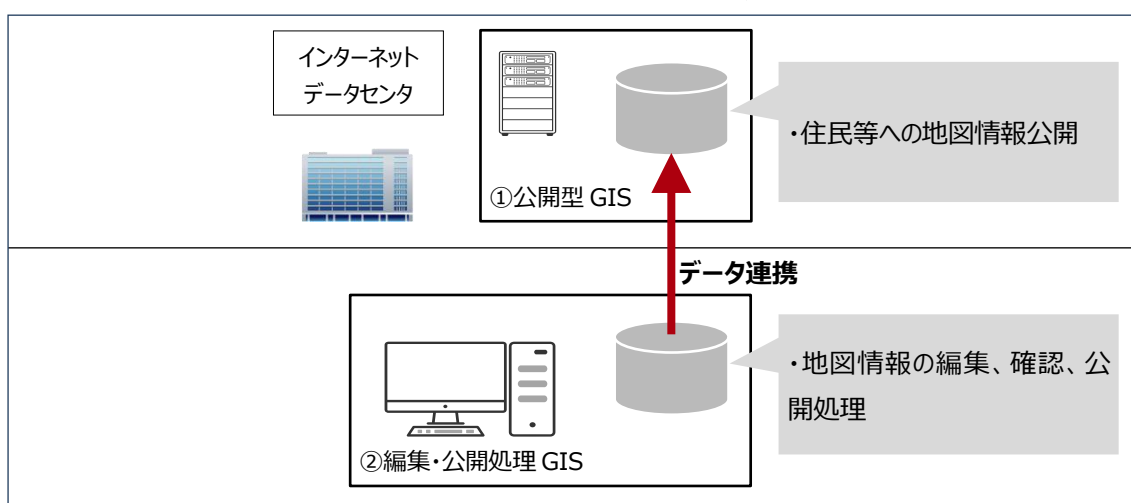 インターネット
データセンタ
・住民等への地図情報公開
①公開型 GIS
データ連携
・地図情報の編集、確認、公
開処理
②編集・公開処理 GIS